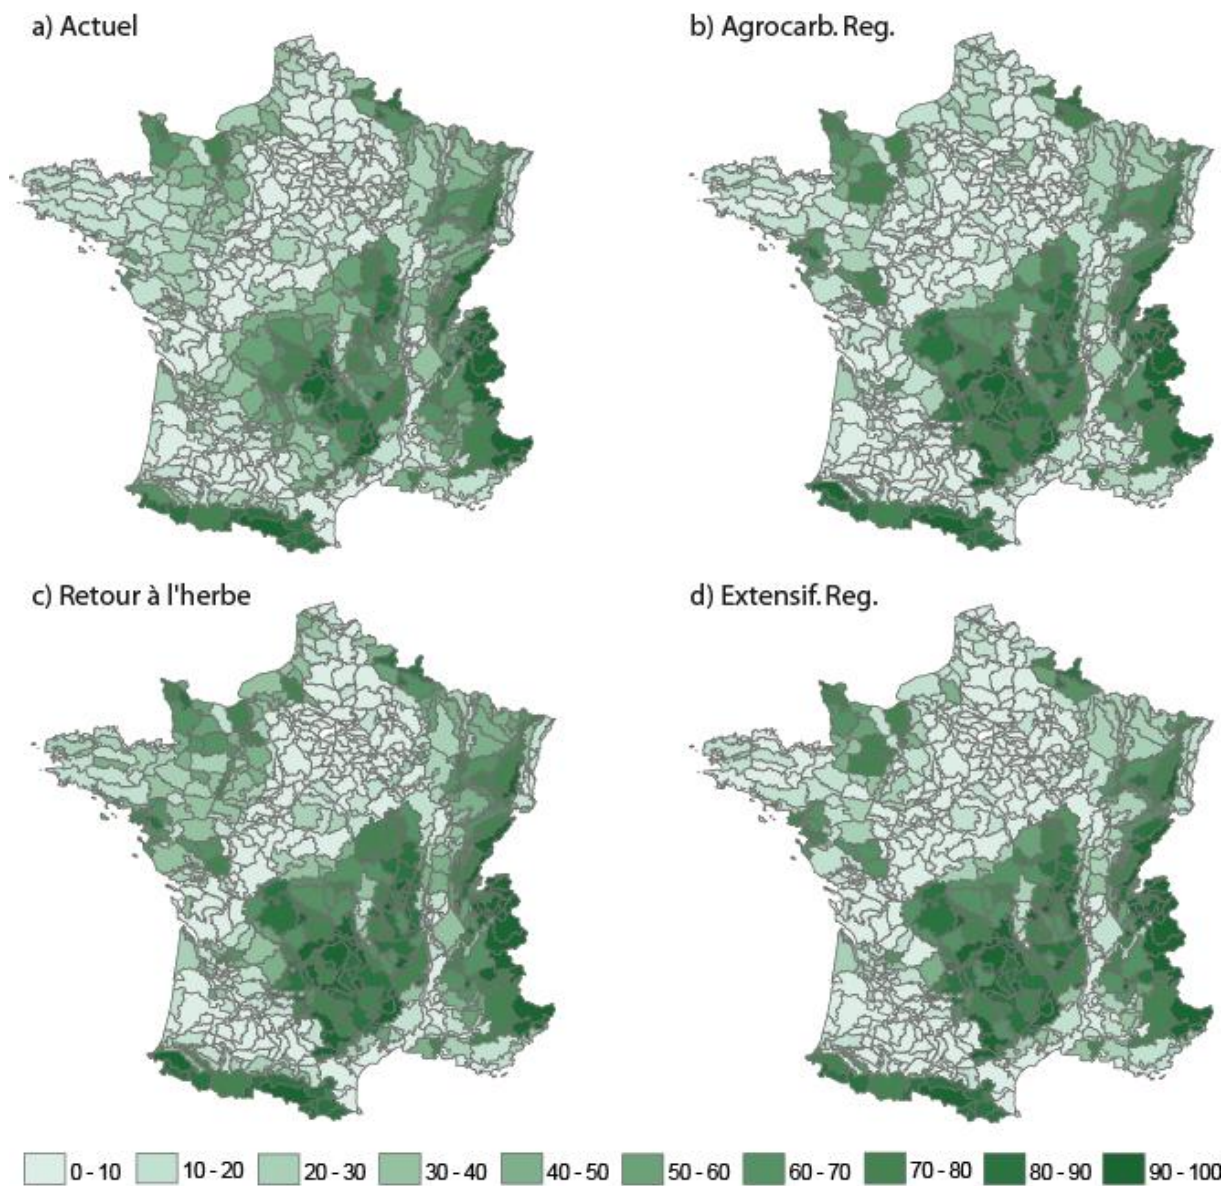 a) Actuel
b) Agrocarb. Reg.
c) Retour à l'herbe
d) Extensif. Reg.
0 - 10 10 - 20 20 - 30 30 - 40 40 - 50 50 - 60 60 - 70 70 - 80 80 - 90 90 - 100